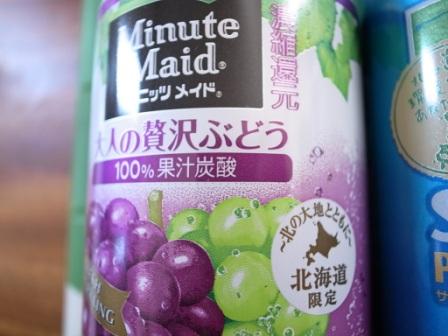 Minute
Maid®
ニッツ メイド®
濃縮還元
大人の贅沢ぶどう
100%果汁炭酸
～北の大地とともに～
北海道
限定